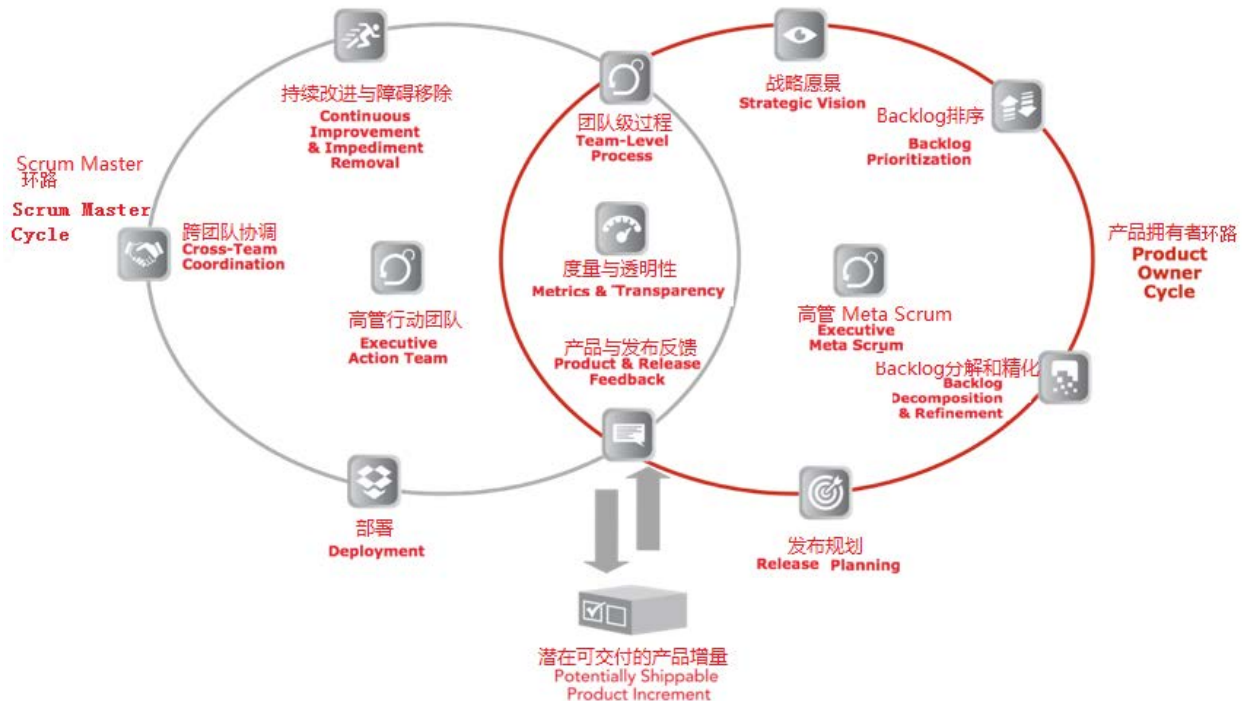 持续改进与障碍移除
Continuous
Improvement
& Impediment
Removal
团队级过程
Team-Level
Process
战略愿景
Strategic Vision
Backlog排序
Backlog
Prioritization
Scrum Master
环路
Scrum Master
Cycle
跨团队协调
Cross-Team
Coordination
高管行动团队
Executive
Action Team
度量与透明性
Metrics & Transparency
产品与发布反馈
Product & Release
Feedback
高管 Meta Scrum
Executive
Meta Scrum
产品拥有者环路
Product
Owner
Cycle
Backlog分解和精化
Backlog
Decomposition
& Refinement
部署
Deployment
发布规划
Release Planning
潜在可交付的产品增量
Potentially Shippable
Product Increment